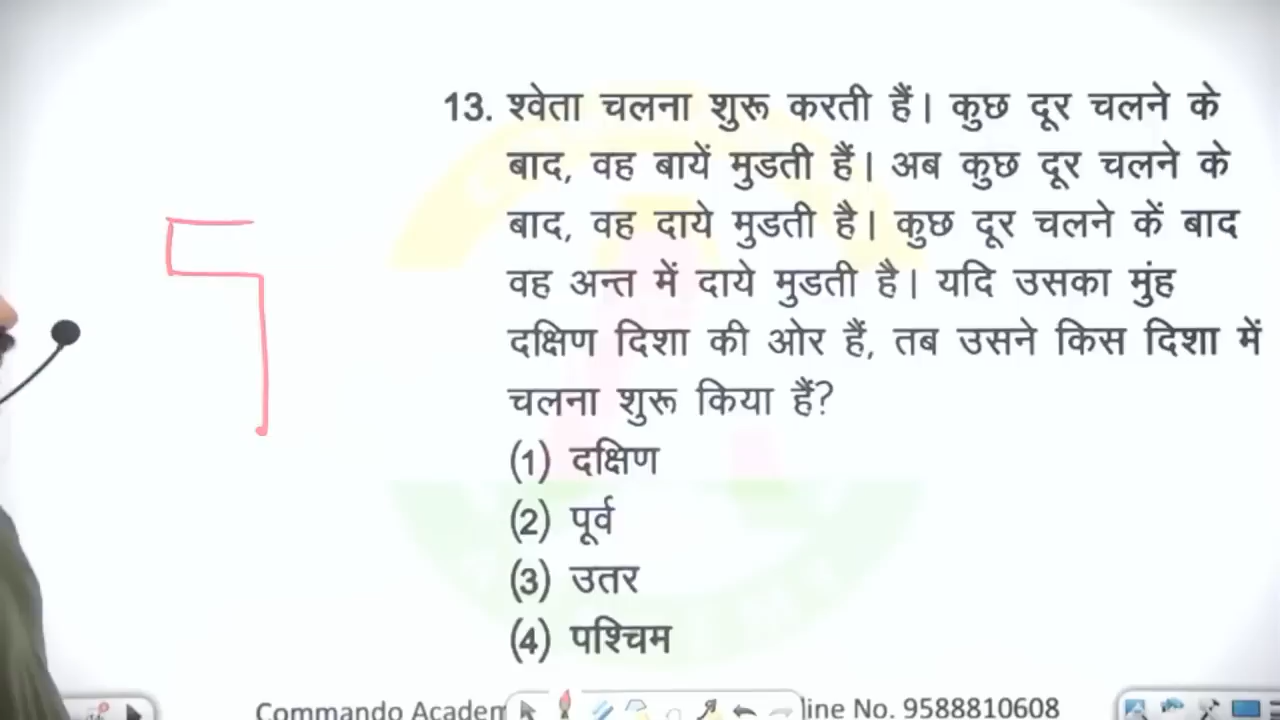 13. श्वेता चलना शुरू करती हैं। कुछ दूर चलने के
बाद, वह बायें मुडती हैं। अब कुछ दूर चलने के
बाद, वह दाये मुडती है। कुछ दूर चलने कें बाद
वह अन्त में दाये मुडती है। यदि उसका मुंह
दक्षिण दिशा की ओर हैं, तब उसने किस दिशा में
चलना शुरू किया हैं?
(1) दक्षिण
(2) पूर्व
(3) उतर
(4) पश्चिम
Commando Academ line No. 9588810608